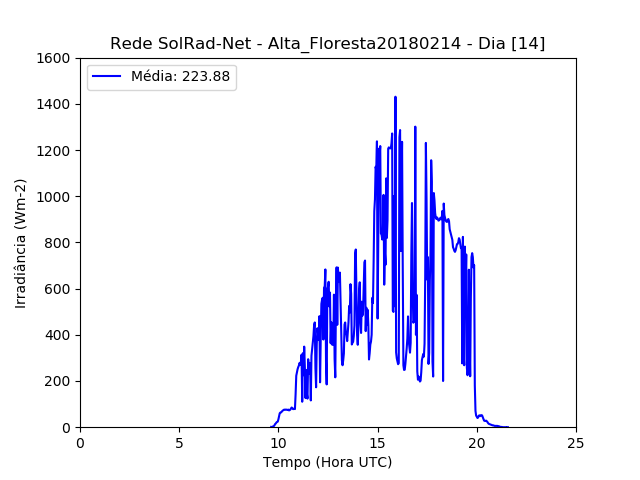 Rede SolRad-Net - Alta_Floresta20180214 - Dia [14]
Média: 223.88
Irradiância (Wm-2)
1600
1400
1200
1000
800
600
400
200
0
0 5 10 15 20 25
Tempo (Hora UTC)